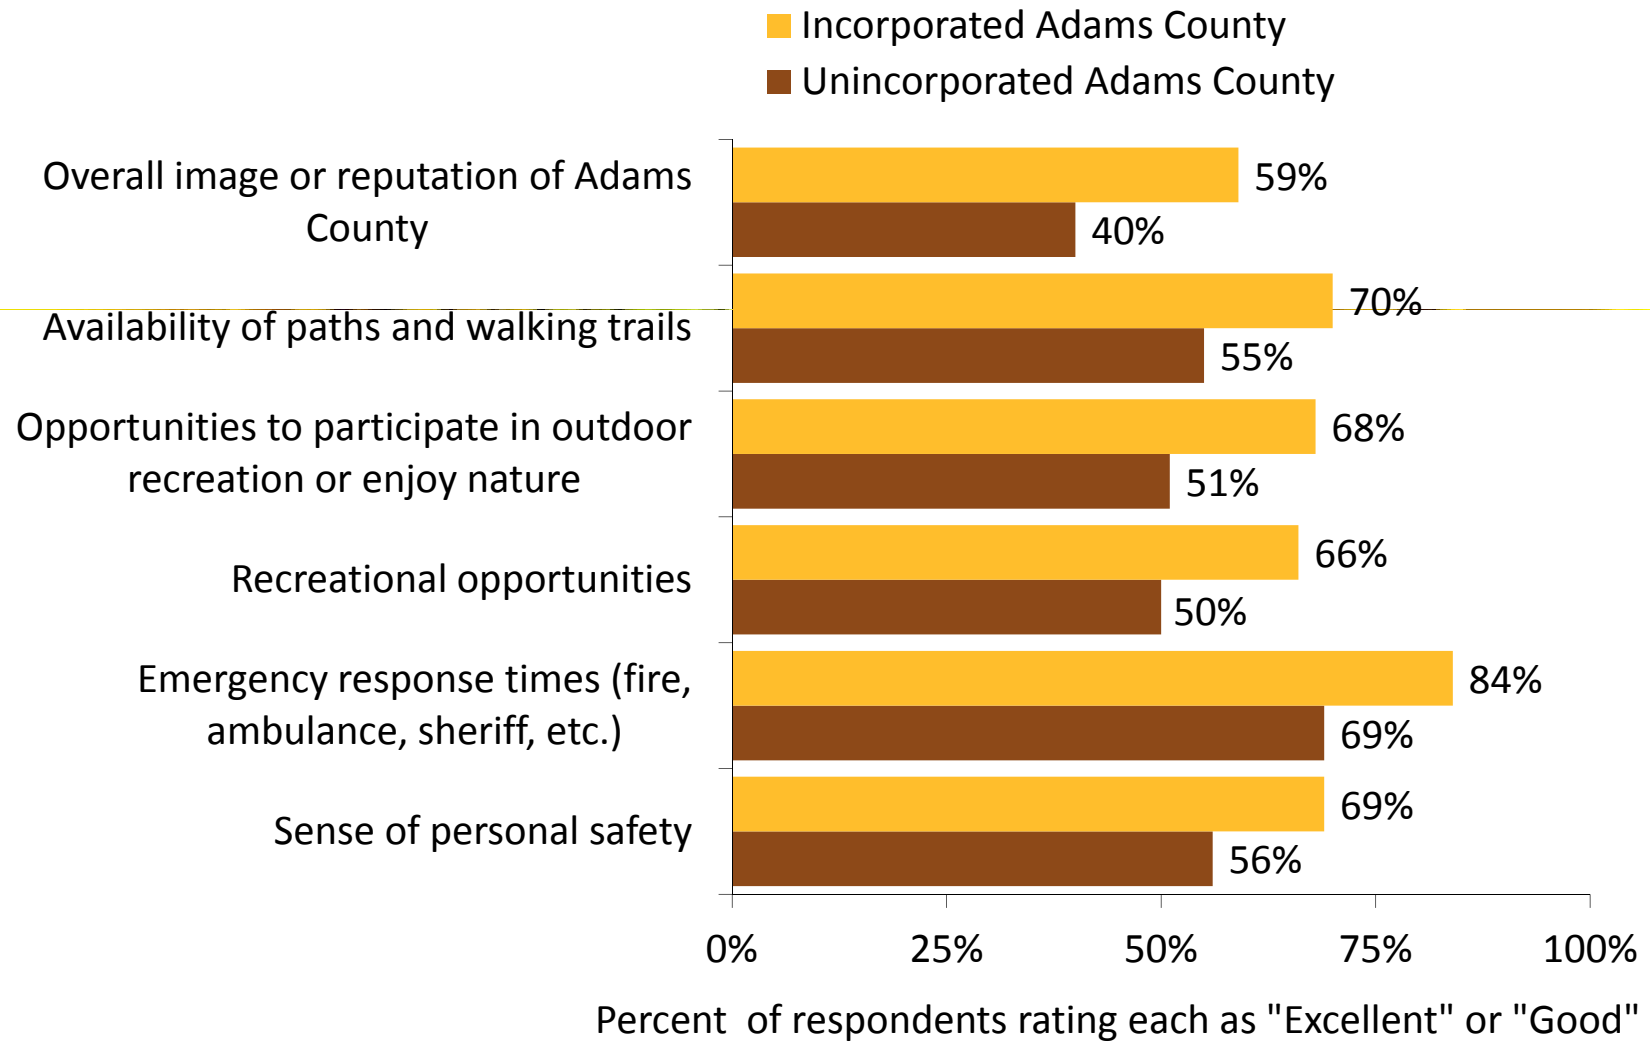 Incorporated Adams County
Unincorporated Adams County
Overall image or reputation of Adams
County
59%
40%
Availability of paths and walking trails
70%
55%
Opportunities to participate in outdoor
recreation or enjoy nature
68%
51%
Recreational opportunities
66%
50%
Emergency response times (fire,
ambulance, sheriff, etc.)
84%
69%
Sense of personal safety
69%
56%
0% 25% 50% 75% 100%
Percent of respondents rating each as "Excellent" or "Good"